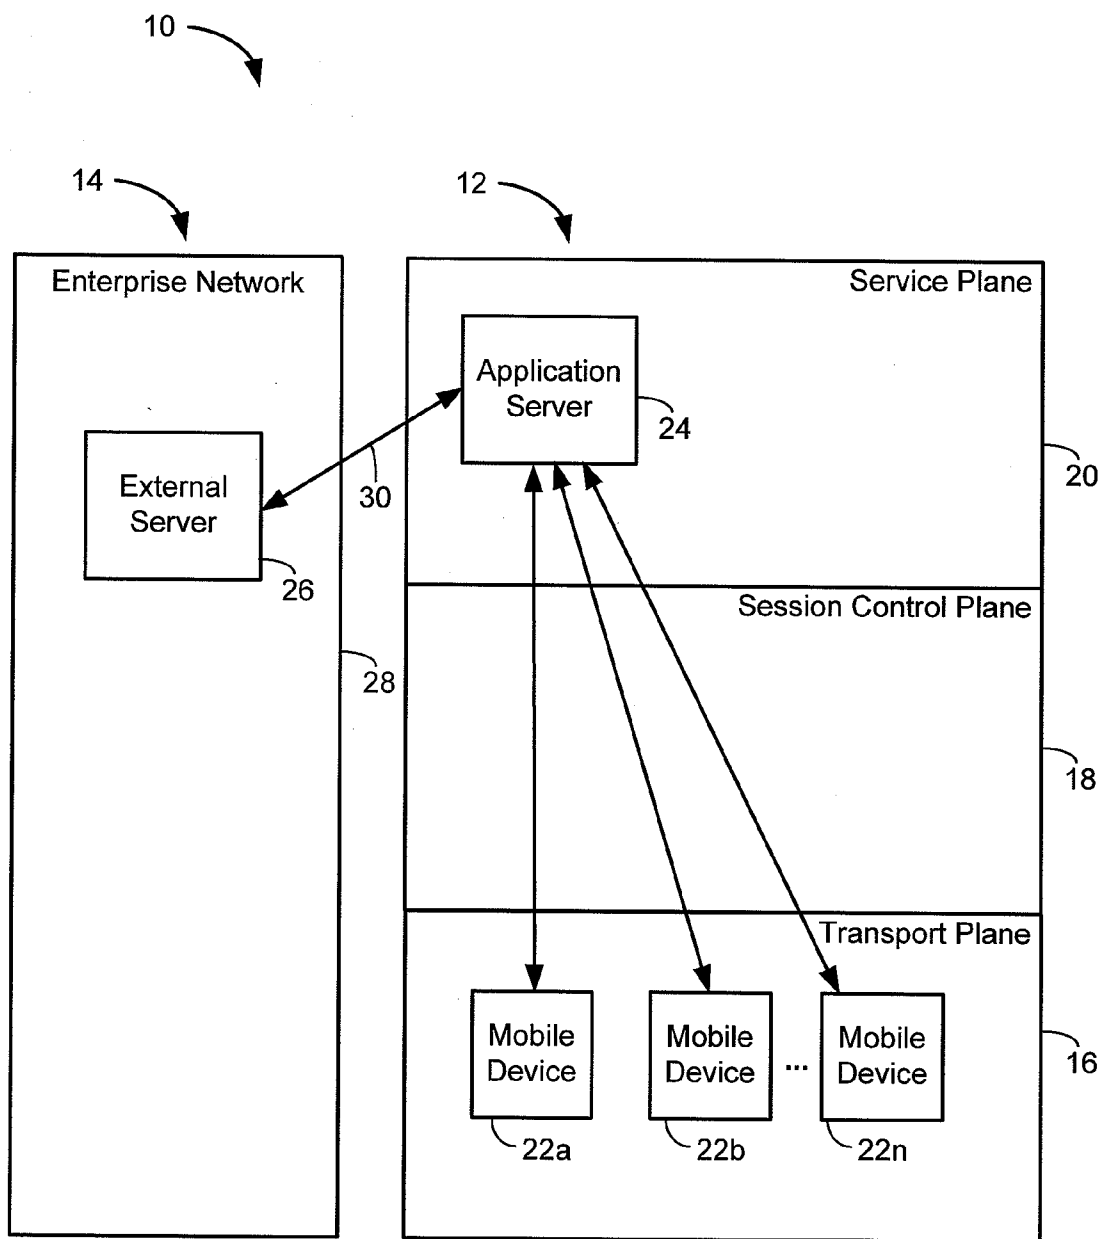 10
14
12
Enterprise Network
Service Plane
Application
Server
24
20
External
Server
30
26
Session Control Plane
28
18
Transport Plane
Mobile
Device
Mobile
Device
...
Mobile
Device
16
22a
22b
22n